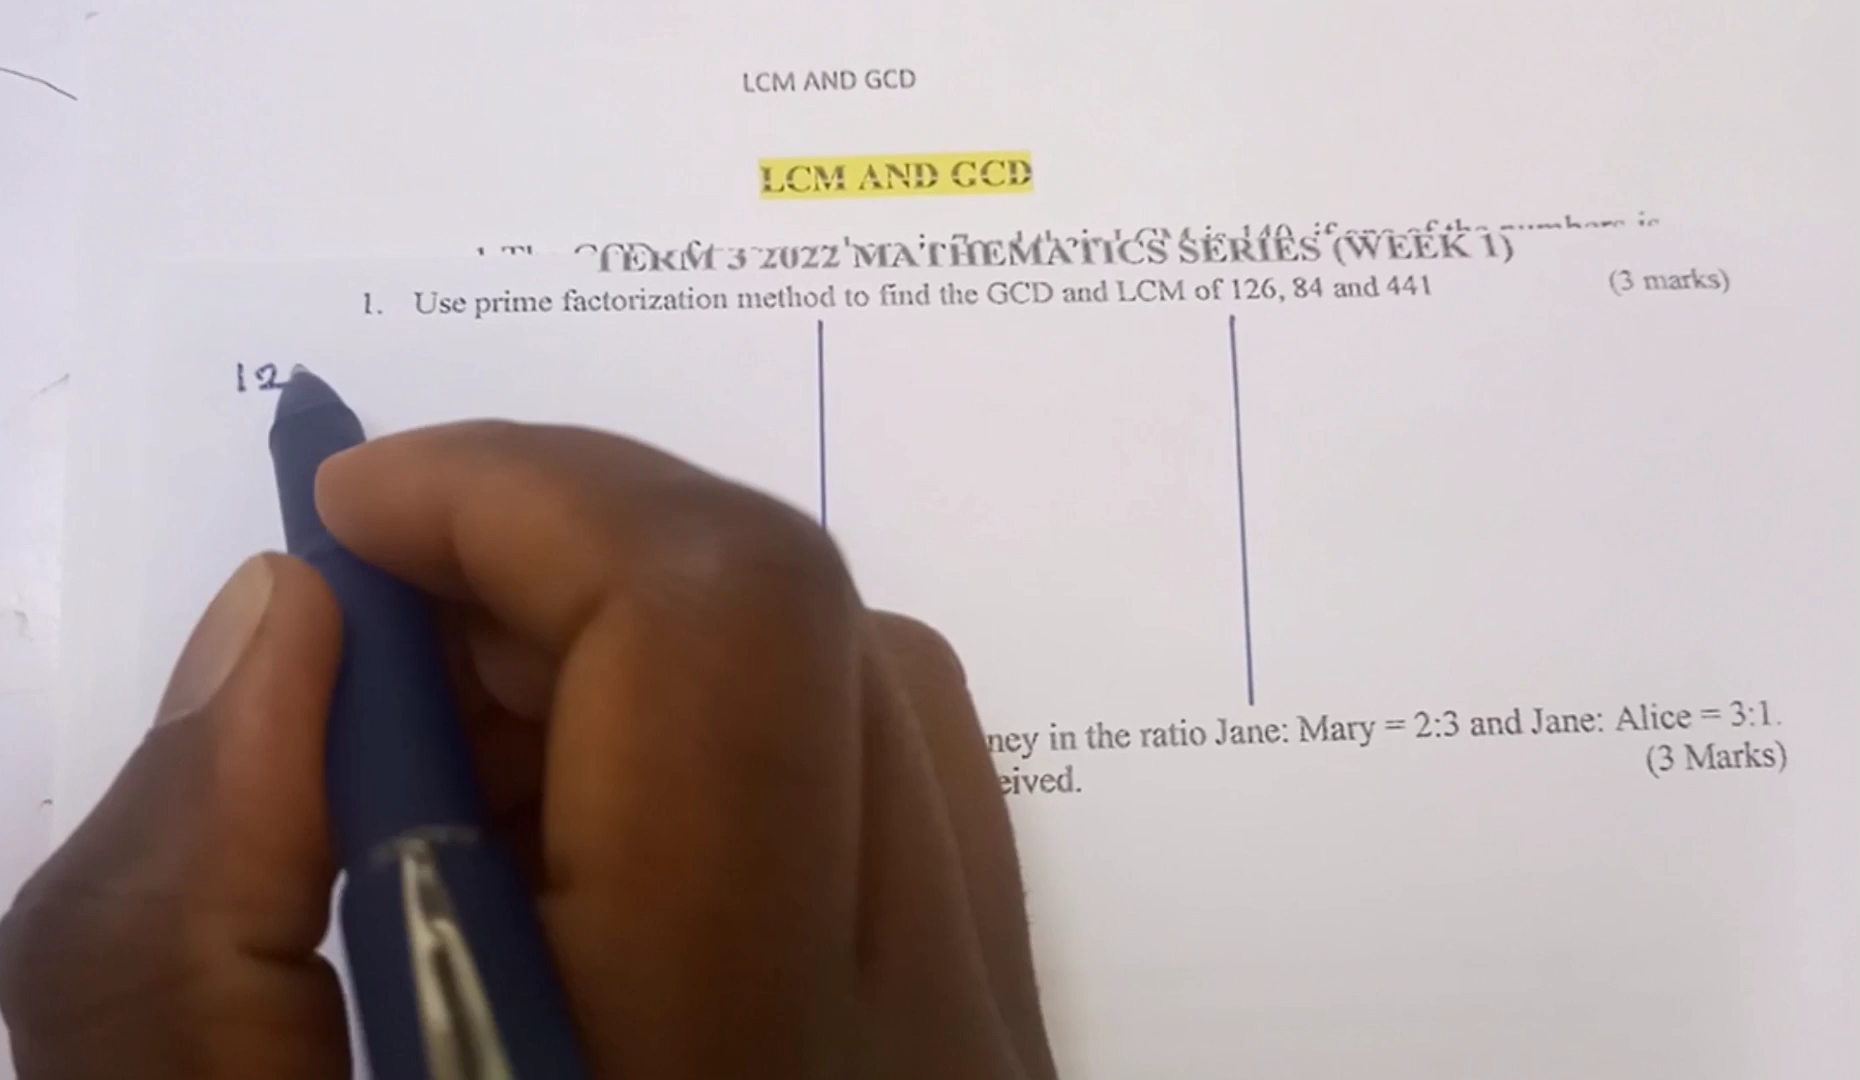 LCM AND GCD
LCM AND GCD
TERM 3 2022 MATHEMATICS SERIES (WEEK 1)
1. Use prime factorization method to find the GCD and LCM of 126, 84 and 441 (3 marks)
12
ney in the ratio Jane: Mary = 2:3 and Jane: Alice = 3:1.
eived. (3 Marks)